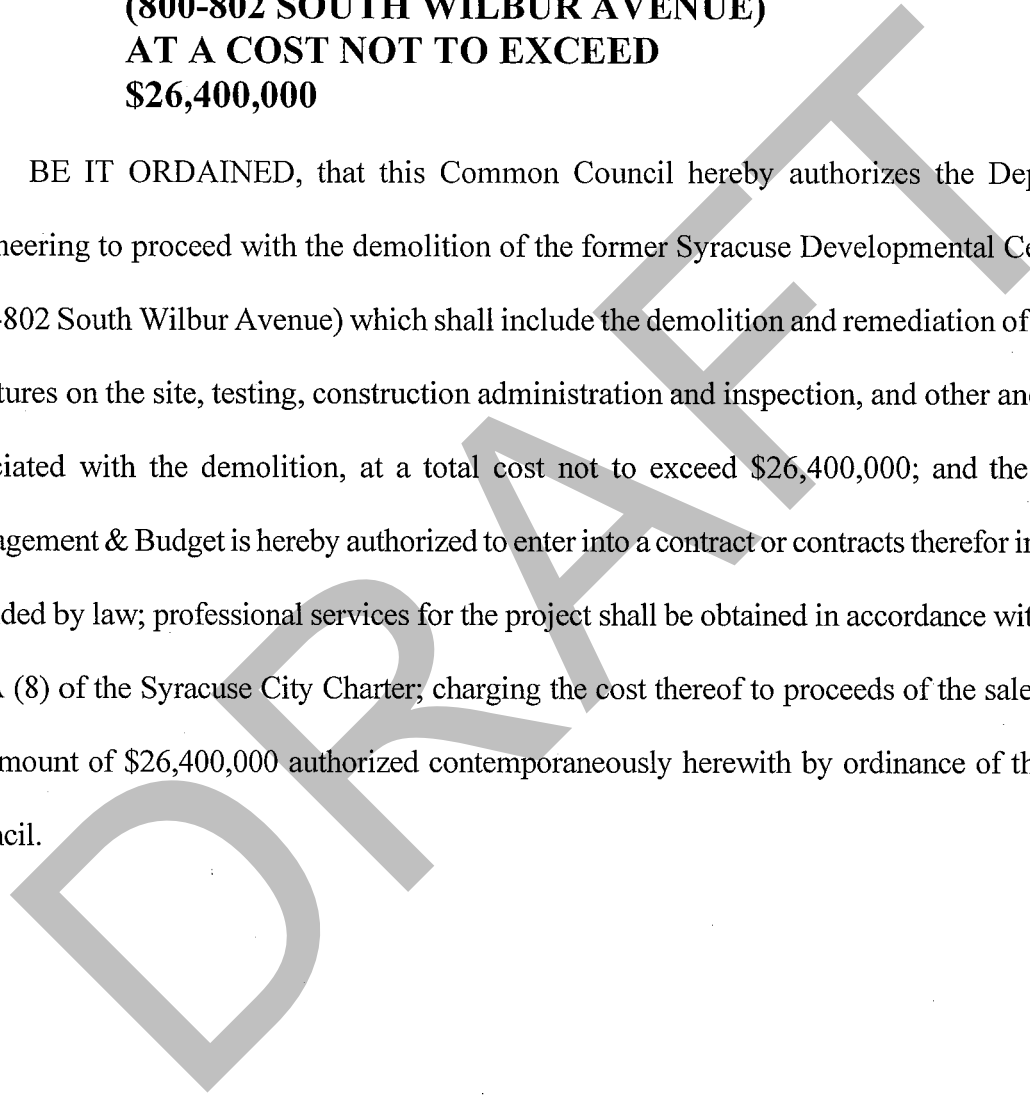 (800-802 SOUTH WILBUR AVENUE)
AT A COST NOT TO EXCEED
$26,400,000
BE IT ORDAINED, that this Common Council hereby authorizes the Dep
neering to proceed with the demolition of the former Syracuse Developmental Ce
-802 South Wilbur Avenue) which shall include the demolition and remediation of
tures on the site, testing, construction administration and inspection, and other an
ciated with the demolition, at a total cost not to exceed $26,400,000; and the
agement & Budget is hereby authorized to enter into a contract or contracts therefor in
ded by law; professional services for the project shall be obtained in accordance wit
(8) of the Syracuse City Charter; charging the cost thereof to proceeds of the sale
mount of $26,400,000 authorized contemporaneously herewith by ordinance of th
cil.
DRAFT